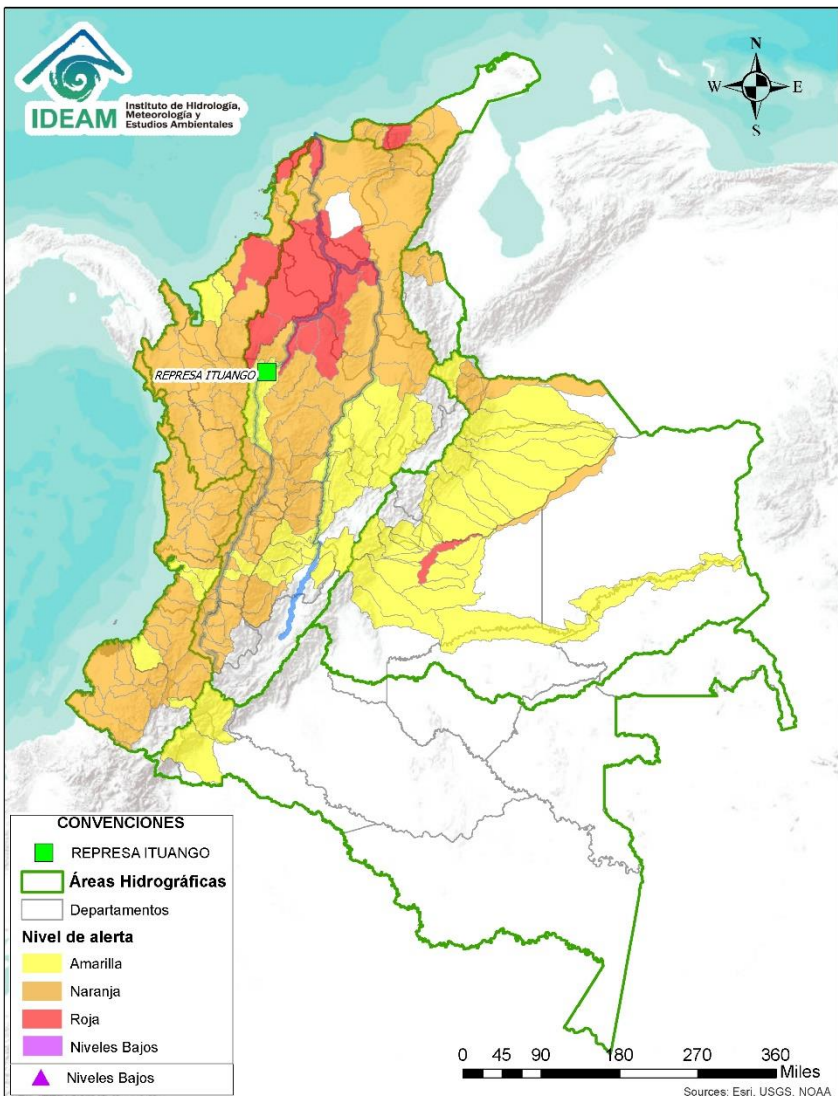 IDEAM
Instituto de Hidrología,
Meteorología y
Estudios Ambientales
N
W
E
S
REPRESA ITUANGO
CONVENCIONES
REPRESA ITUANGO
Áreas Hidrográficas
Departamentos
Nivel de alerta
Amarilla
Naranja
Roja
Niveles Bajos
Niveles Bajos
0 45 90 180 270 360
Miles
Sources: Esri, USGS, NOAA